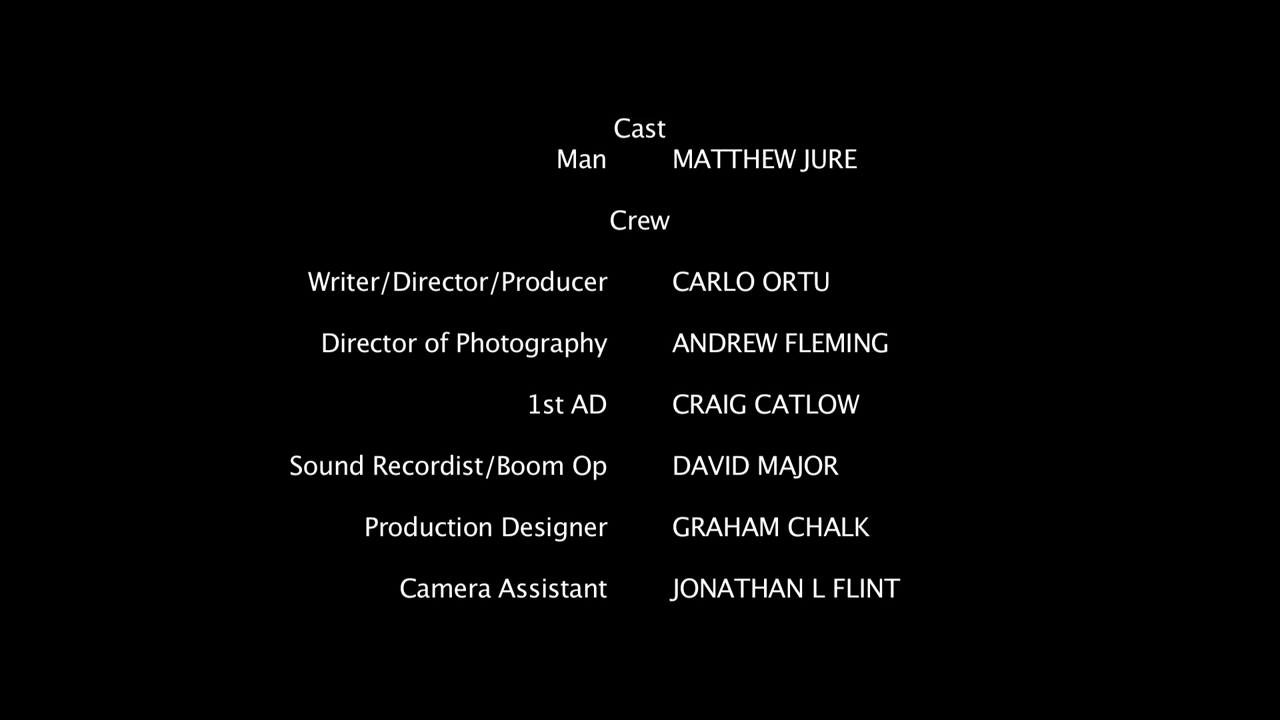 Cast
Man MATTHEW JURE
Crew
Writer/Director/Producer CARLO ORTU
Director of Photography ANDREW FLEMING
1st AD CRAIG CATLOW
Sound Recordist/Boom Op DAVID MAJOR
Production Designer GRAHAM CHALK
Camera Assistant JONATHAN L FLINT